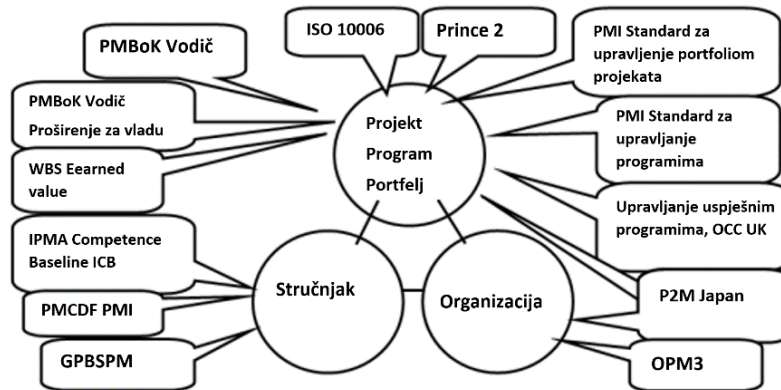 ISO 10006
Prince 2
PMBoK Vodič
PMI Standard za
upravljenje portfoliom
projekata
PMBoK Vodič
Proširenje za vladu
Projekt
Program
Portfelj
PMI Standard za
upravljanje
programima
WBS Eearned
value
Upravljanje uspješnim
programima, OCC UK
IPMA Competence
Baseline ICB
Stručnjak
Organizacija
P2M Japan
PMCDF PMI
GPBSPM
OPM3